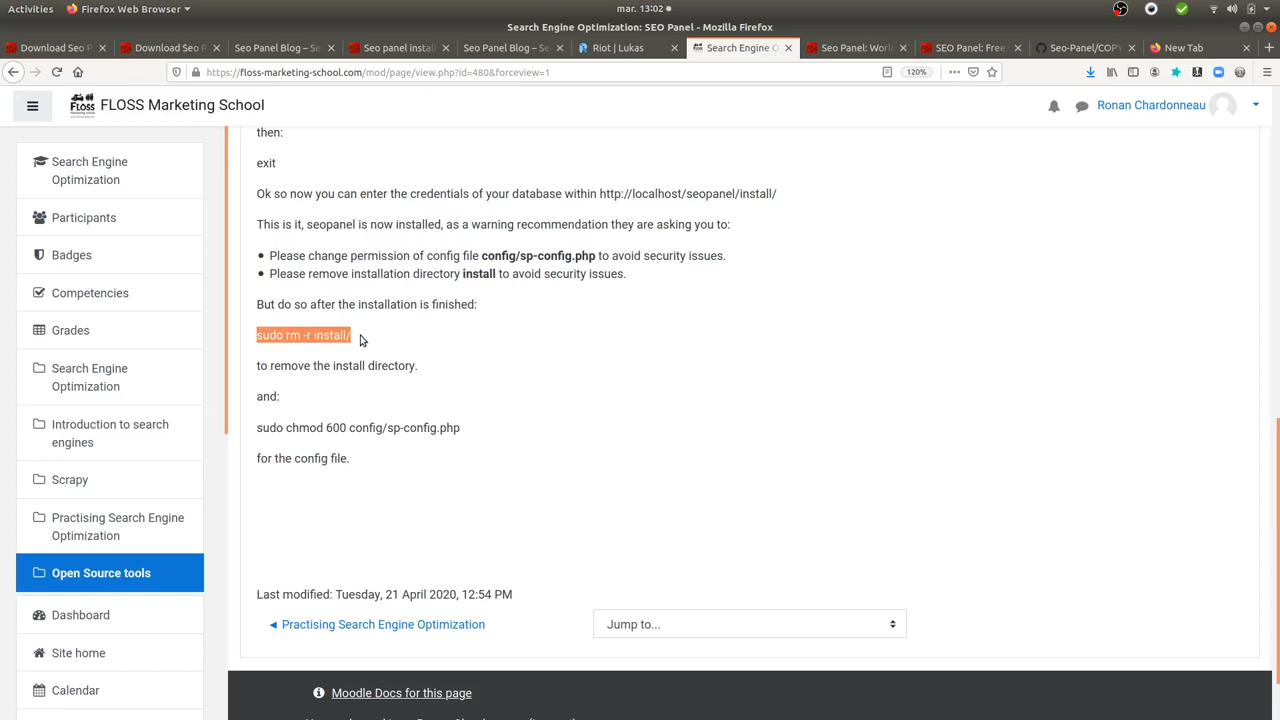 Activities
Firefox Web Browser
mar. 13:02
Search Engine Optimization: SEO Panel - Mozilla Firefox
Download Seo P
Download Seo P
Seo Panel Blog – Se
Seo panel install
Seo Panel Blog – Se
Riot | Lukas
Search Engine O
Seo Panel: Worl
SEO Panel: Free
Seo-Panel/COPY
New Tab
https://floss-marketing-school.com/mod/page/view.php?id=480&forceview=1
120%
FLOSS Marketing School
Ronan Chardonneau
Search Engine
Optimization
Participants
Badges
Competencies
Grades
Search Engine
Optimization
Introduction to search
engines
Scrapy
Practising Search Engine
Optimization
Open Source tools
Dashboard
Site home
Calendar
then:
exit
Ok so now you can enter the credentials of your database within http://localhost/seopanel/install/
This is it, seopanel is now installed, as a warning recommendation they are asking you to:
Please change permission of config file config/sp-config.php to avoid security issues.
Please remove installation directory install to avoid security issues.
But do so after the installation is finished:
sudo rm -r install/
to remove the install directory.
and:
sudo chmod 600 config/sp-config.php
for the config file.
Last modified: Tuesday, 21 April 2020, 12:54 PM
◄ Practising Search Engine Optimization
Jump to...
Moodle Docs for this page